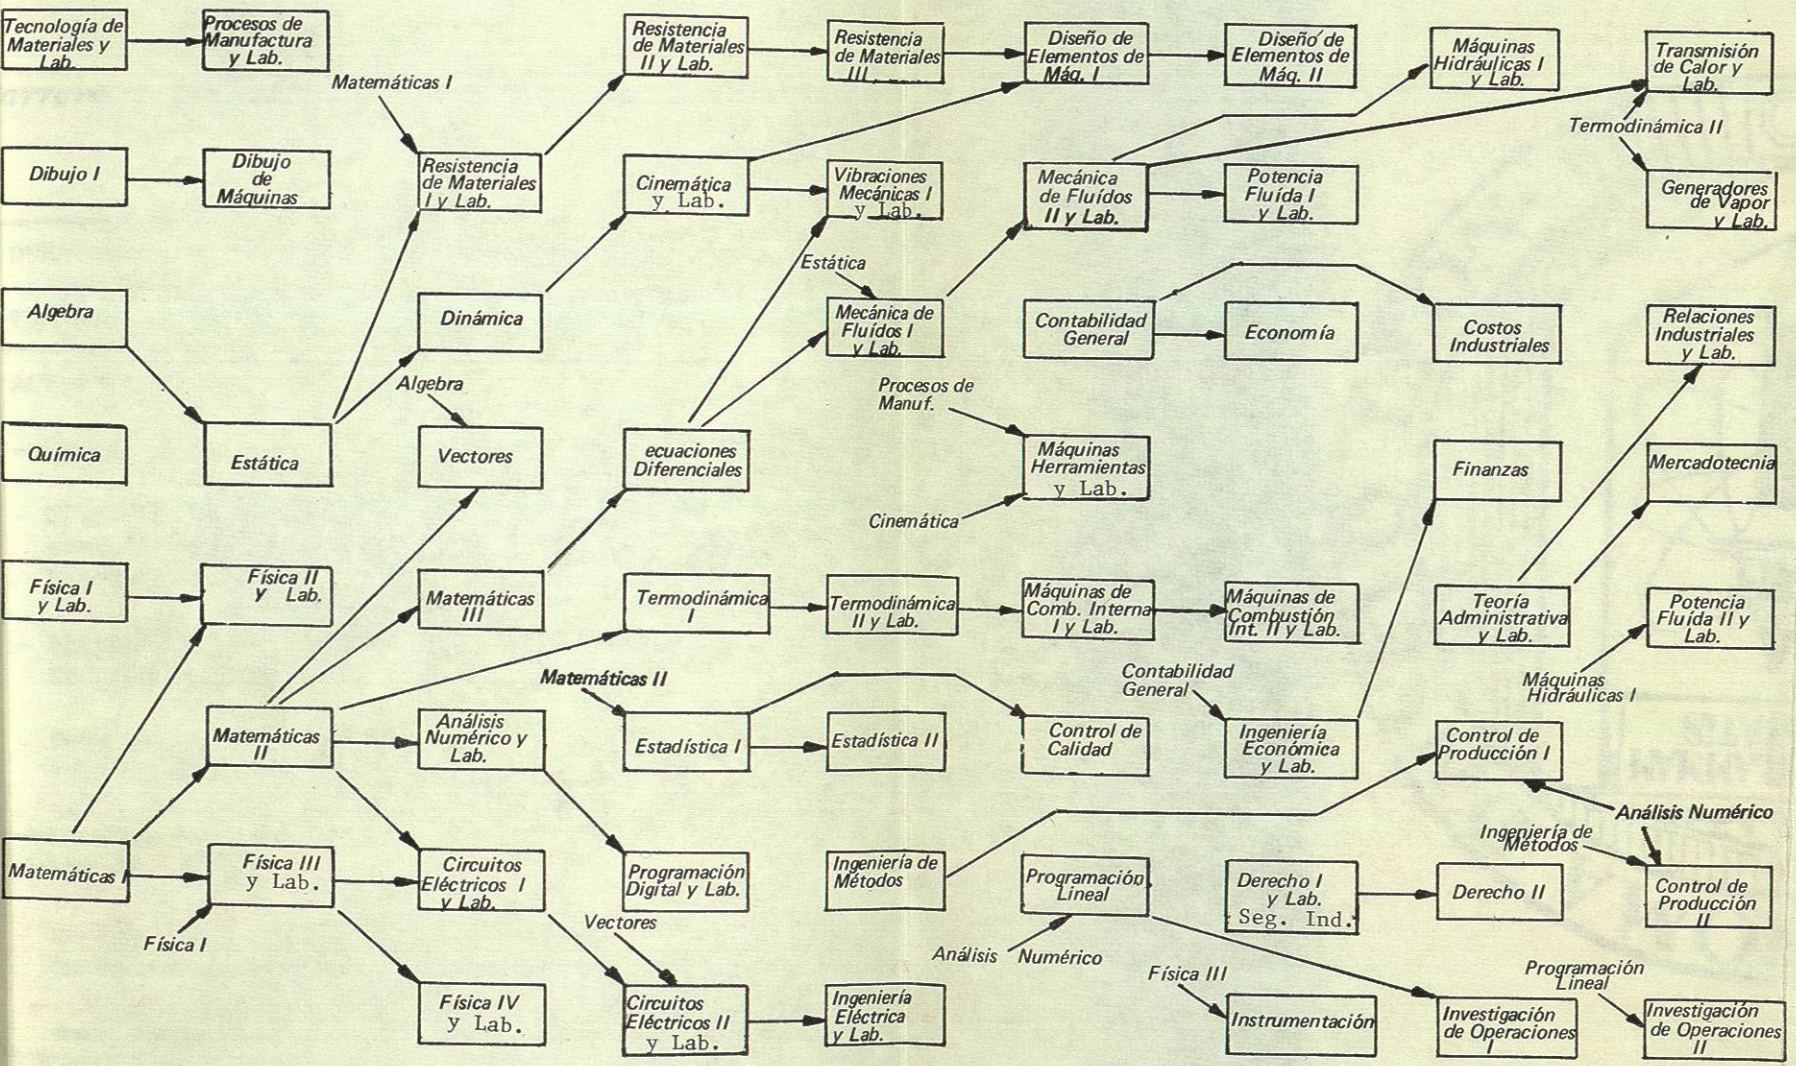 Tecnología de
Materiales y
Lab.
Procesos de
Manufactura
y Lab.
Matemáticas I
Resistencia
de Materiales
II y Lab.
Resistencia
de Materiales
III
Diseño de
Elementos de
Máq. I
Diseño de
Elementos de
Máq. II
Máquinas
Hidráulicas I
y Lab.
Transmisión
de Calor y
Lab.
Termodinámica II
Dibujo I
Dibujo
de
Máquinas
Resistencia
de Materiales
I y Lab.
Cinemática
y Lab.
Vibraciones
Mecánicas I
y Lab.
Mecánica
de Fluídos
II y Lab.
Potencia
Fluída I
y Lab.
Generadores
de Vapor
y Lab.
Algebra
Dinámica
Estática
Mecánica de
Fluídos I
y Lab.
Contabilidad
General
Economía
Costos
Industriales
Relaciones
Industriales
y Lab.
Algebra
Procesos de
Manuf.
Química
Estática
Vectores
ecuaciones
Diferenciales
Máquinas
Herramientas
y Lab.
Cinemática
Finanzas
Mercadotecnia
Física I
y Lab.
Física II
y Lab.
Matemáticas
III
Termodinámica
I
Termodinámica
II y Lab.
Máquinas de
Comb. Interna
I y Lab.
Máquinas de
Combustión
Int. II y Lab.
Teoría
Administrativa
y Lab.
Potencia
Fluída II y
Lab.
Matemáticas II
Contabilidad
General
Máquinas
Hidráulicas I
Matemáticas
II
Análisis
Numérico y
Lab.
Estadística I
Estadística II
Control de
Calidad
Ingeniería
Económica
y Lab.
Control de
Producción I
Análisis Numérico
Ingeniería de
Métodos
Matemáticas I
Física III
y Lab.
Circuitos
Eléctricos I
y Lab.
Programación
Digital y Lab.
Ingeniería de
Métodos
Programación
Lineal
Derecho I
y Lab.
Seg. Ind.
Derecho II
Control de
Producción
II
Física I
Vectores
Análisis Numérico
Física III
Programación
Lineal
Física IV
y Lab.
Circuitos
Eléctricos II
y Lab.
Ingeniería
Eléctrica
y Lab.
Instrumentación
Investigación
de Operaciones
I
Investigación
de Operaciones
II